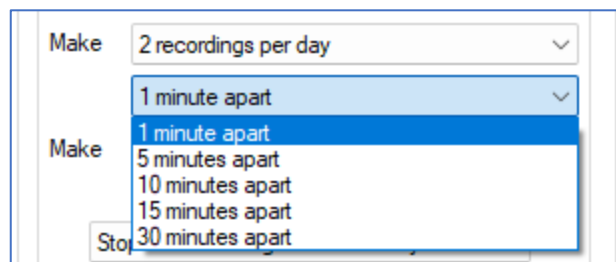 Make 2 recordings per day
1 minute apart
1 minute apart
Make
5 minutes apart
10 minutes apart
15 minutes apart
30 minutes apart